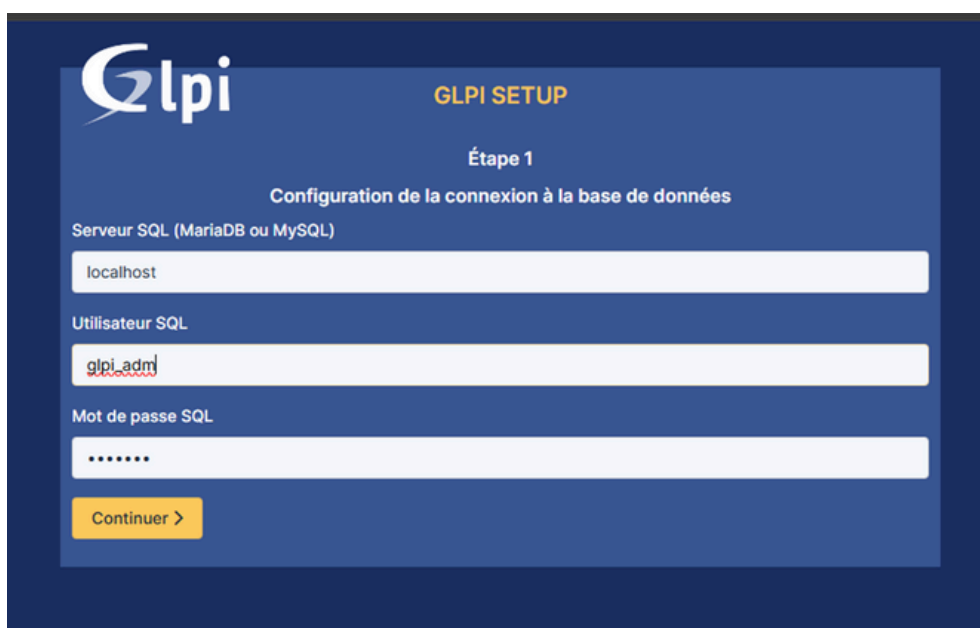 Glpi
GLPI SETUP
Étape 1
Configuration de la connexion à la base de données
Serveur SQL (MariaDB ou MySQL)
localhost
Utilisateur SQL
glpi_adm
Mot de passe SQL
•••••••
Continuer >